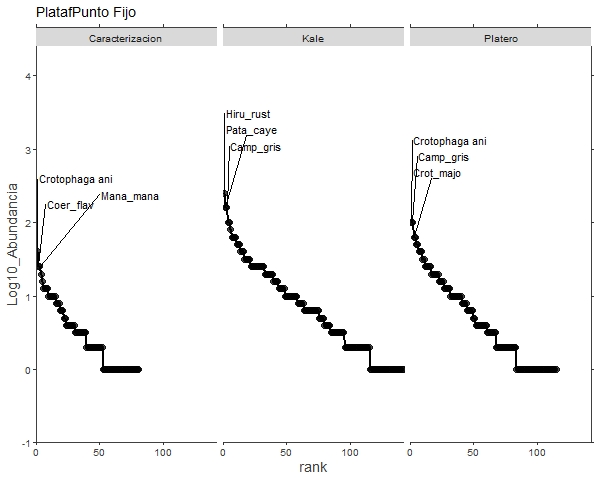 PlatafPunto Fijo
Caracterizacion
Kale
Platero
Crotophaga ani
Coer_flav
Mana_mana
Hiru_rust
Pata_caye
Camp_gris
Crotophaga ani
Camp_gris
Crot_majo
Log10_Abundancia
4
3
2
1
0
-1
0 50 100
0 50 100
0 50 100
rank